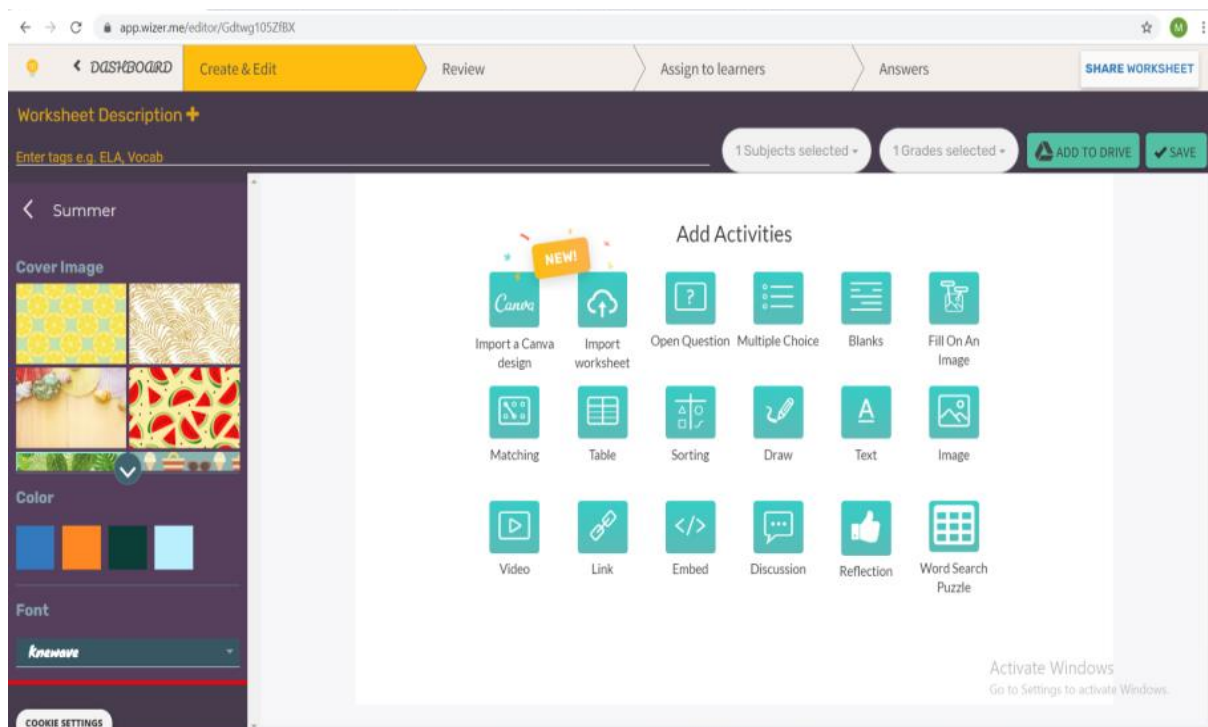 app.wizer.me/editor/Gdtwg105ZfBX
M
DASHBOARD
Create & Edit
Review
Assign to learners
Answers
SHARE WORKSHEET
Worksheet Description +
Enter tags e.g. ELA, Vocab
1 Subjects selected
1 Grades selected
ADD TO DRIVE
SAVE
Summer
Cover Image
Color
Font
Knewave
COOKIE SETTINGS
Add Activities
NEW!
Canva
Import a Canva
design
Import
worksheet
Open Question
Multiple Choice
Blanks
Fill On An
Image
Matching
Table
Sorting
Draw
Text
Image
Video
Link
Embed
Discussion
Reflection
Word Search
Puzzle
Activate Windows
Go to Settings to activate Windows.